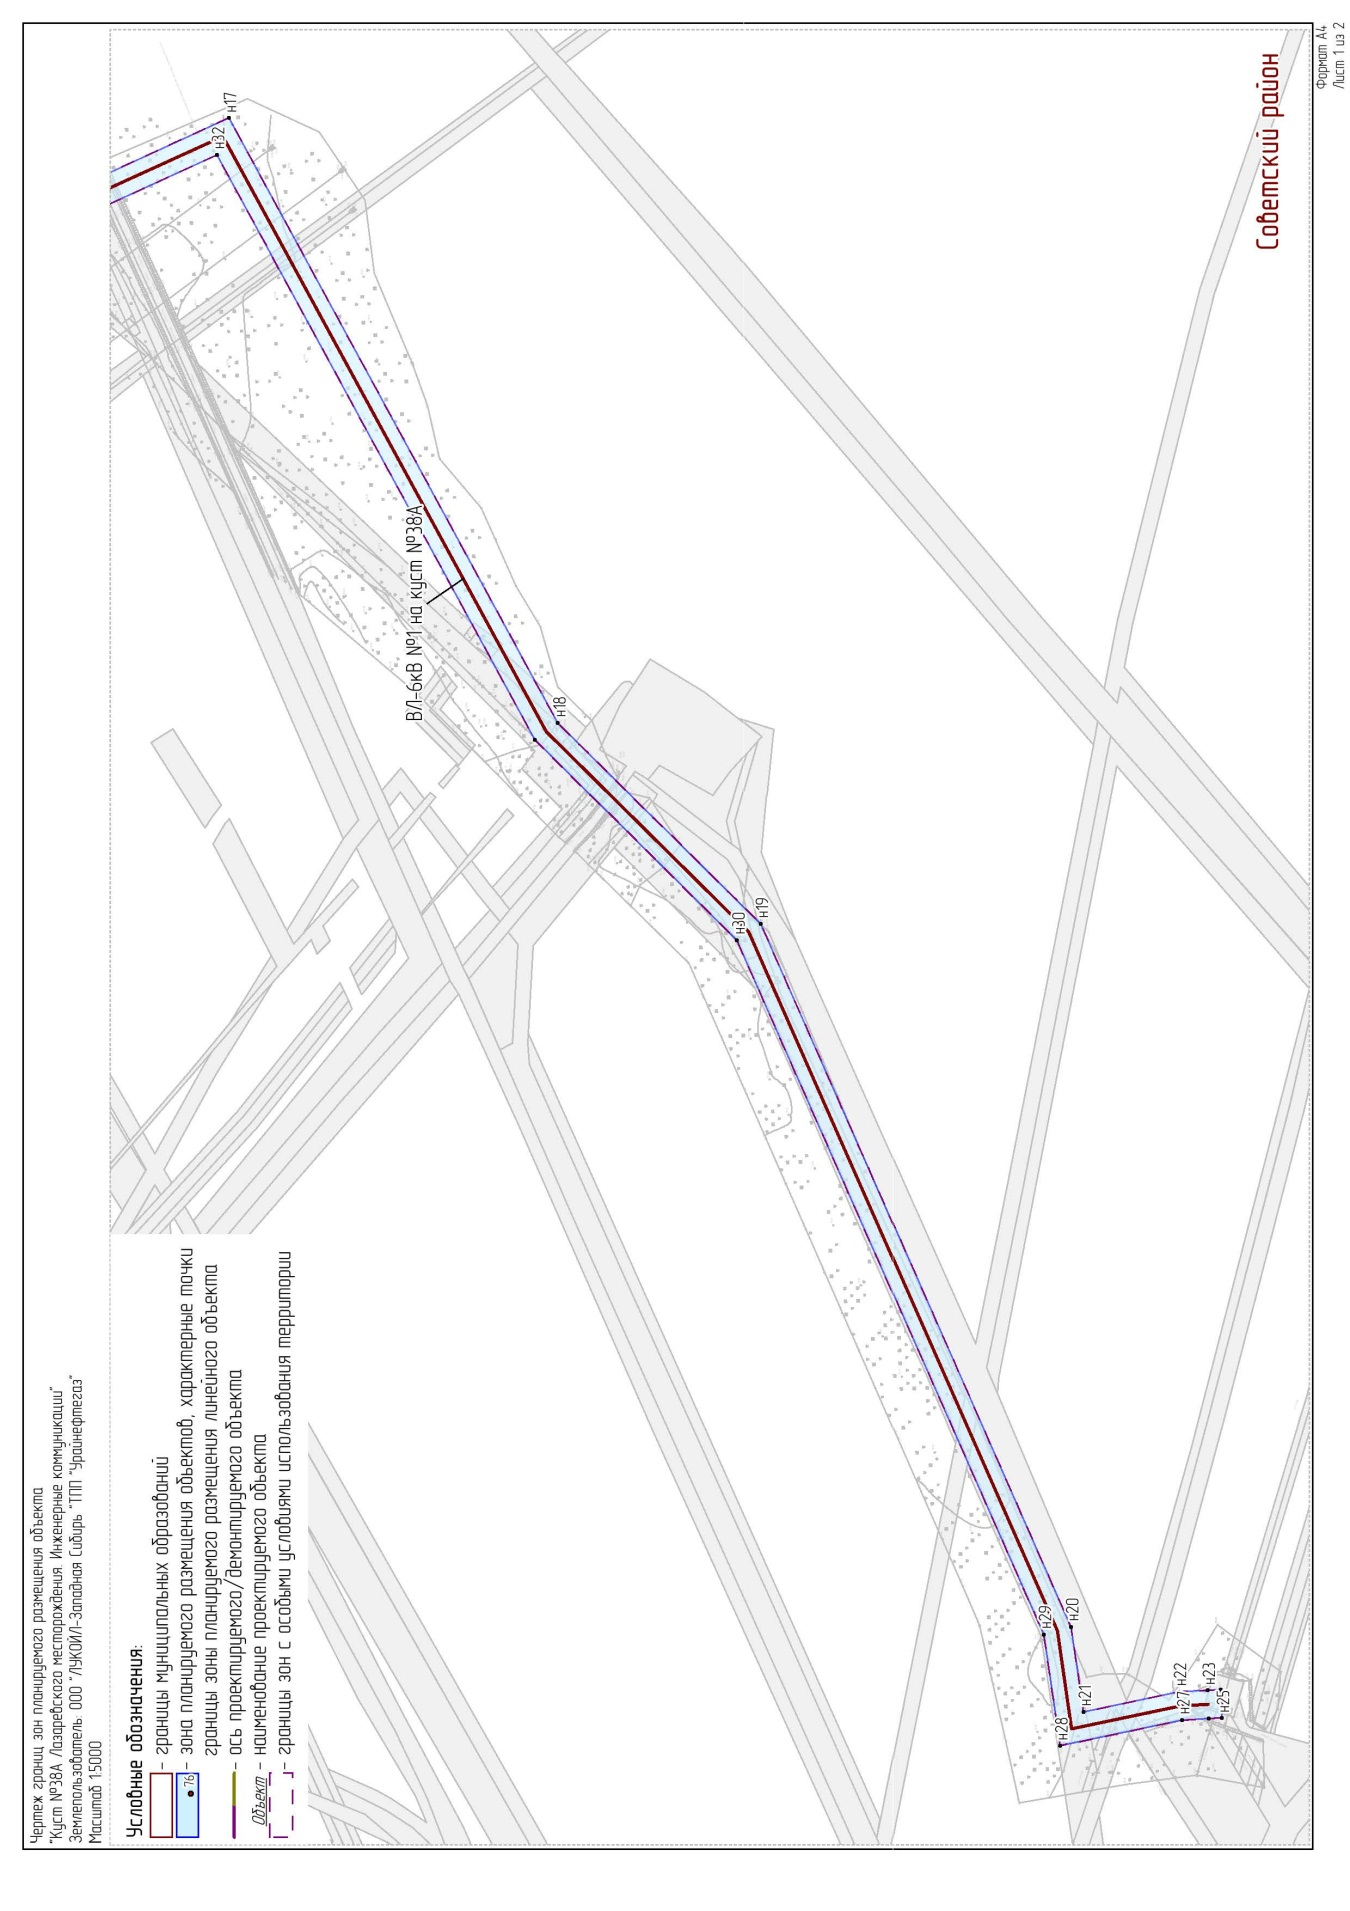 Чертеж границ зон планируемого размещения объекта
"Куст №38А Лазаревского месторождения. Инженерные коммуникации"
Землепользователь: ООО "ЛУКОЙЛ-Западная Сибирь "ТПП "Урайнефтегаз"
Масштаб 1:5000
Условные обозначения:
- границы муниципальных образований
76 - зона планируемого размещения объектов, характерные точки
границы зоны планируемого размещения линейного объекта
- ось проектируемого/демонтируемого объекта
Объект - наименование проектируемого объекта
- границы зон с особыми условиями использования территории
н28
н29
н20
н21
н22
н27
н23
н25
н30
н19
н18
ВЛ-6кВ №1 на куст №38А
н32
н17
Советский район
Формат А4
Лист 1 из 2